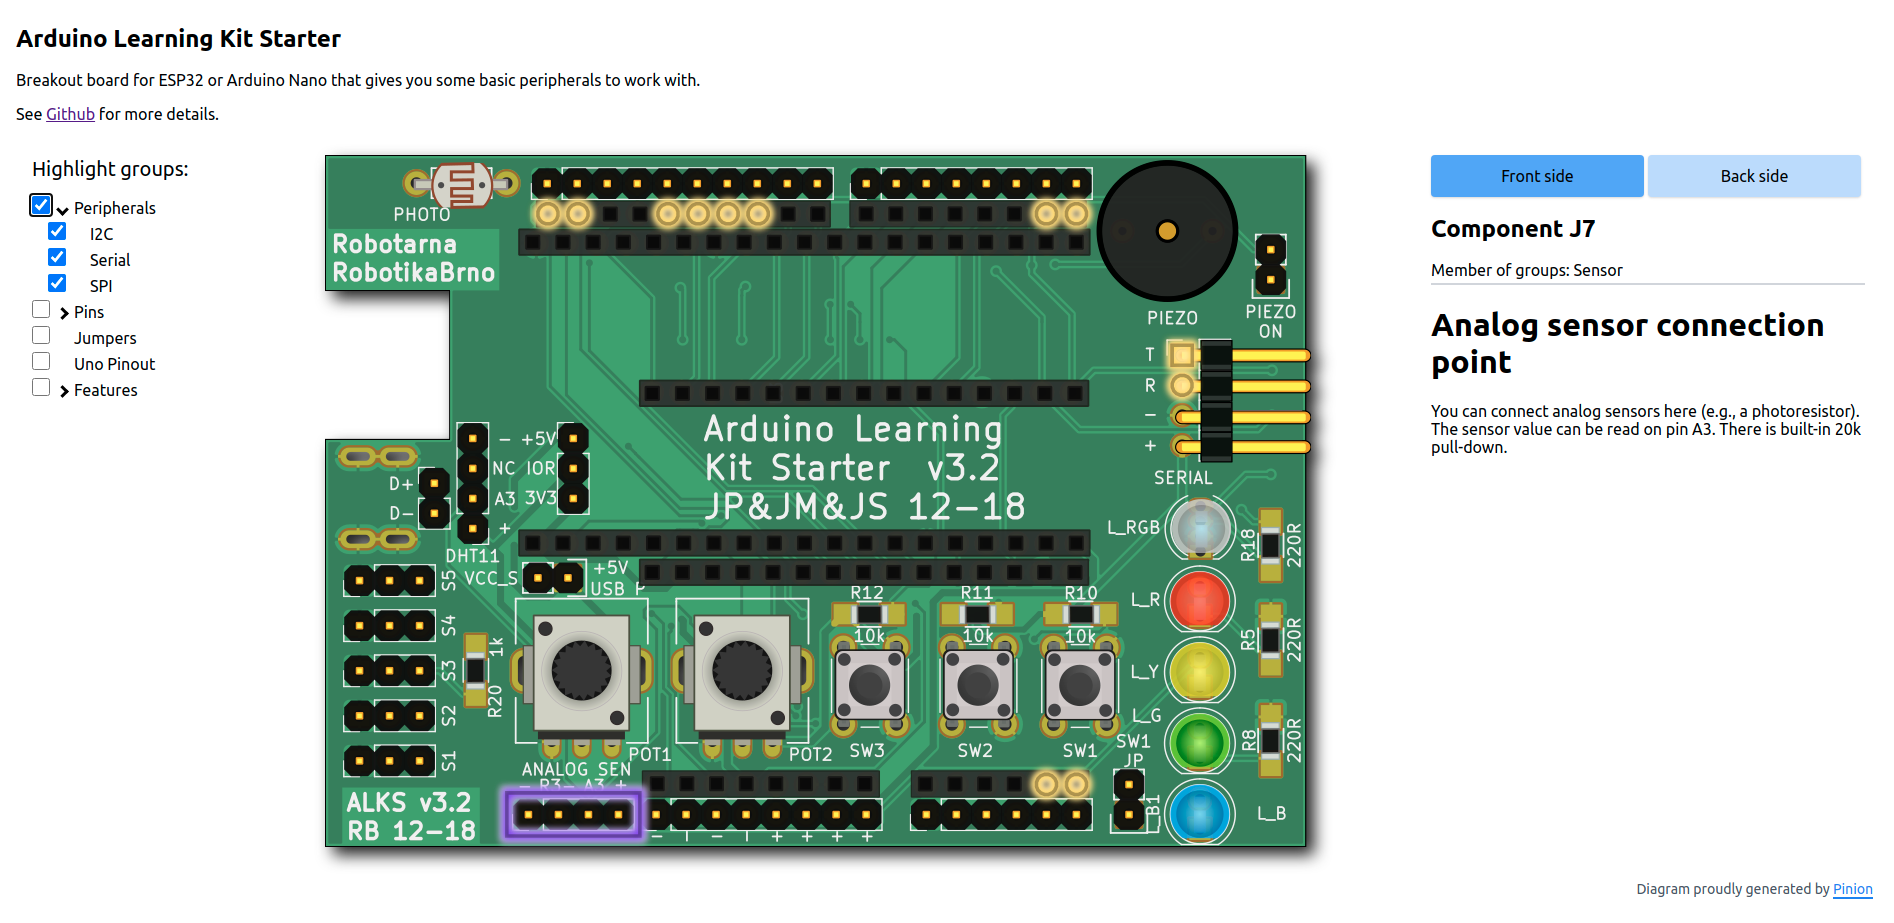 Arduino Learning Kit Starter
Breakout board for ESP32 or Arduino Nano that gives you some basic peripherals to work with.
See Github for more details.
Highlight groups:
Peripherals
I2C
Serial
SPI
Pins
Jumpers
Uno Pinout
Features
PHOTO
Robotarna
RobotikaBrno
PIEZO
PIEZO
ON
T
R
-
+
SERIAL
Arduino Learning
Kit Starter v3.2
JP&JM&JS 12-18
- +5V
NC IOR
A3 3V3
+
D+
D-
DHT11
VCC_S
+5V
USB P
S5
S4
S3
S2
S1
1k
R20
POT1
POT2
R12
10k
SW3
R11
10k
SW2
R10
10k
SW1
L_RGB
L_R
L_Y
L_G
L_B
R18
220R
R5
220R
R8
220R
SW1
JP
ANALOG SEN
A3 +
ALKS v3.2
RB 12-18
- | - | + + + +
Front side
Back side
Component J7
Member of groups: Sensor
Analog sensor connection
point
You can connect analog sensors here (e.g., a photoresistor).
The sensor value can be read on pin A3. There is built-in 20k
pull-down.
Diagram proudly generated by Pinion